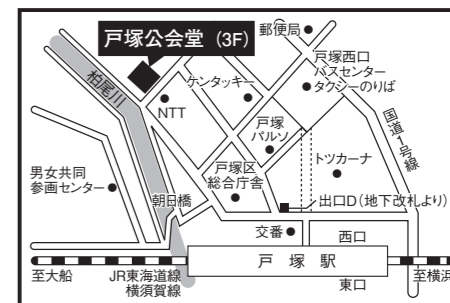 戸塚公会堂 (3F)
郵便局
戸塚西口
バスセンター
タクシーのりば
柏尾川
ケンタッキー
NTT
国道1号線
戸塚
パルソ
トツカーナ
戸塚区
総合庁舎
男女共同
参画センター
朝日橋
出口D(地下改札より)
交番
西口
戸塚駅
至大船
JR東海道線
横須賀線
東口
至横浜